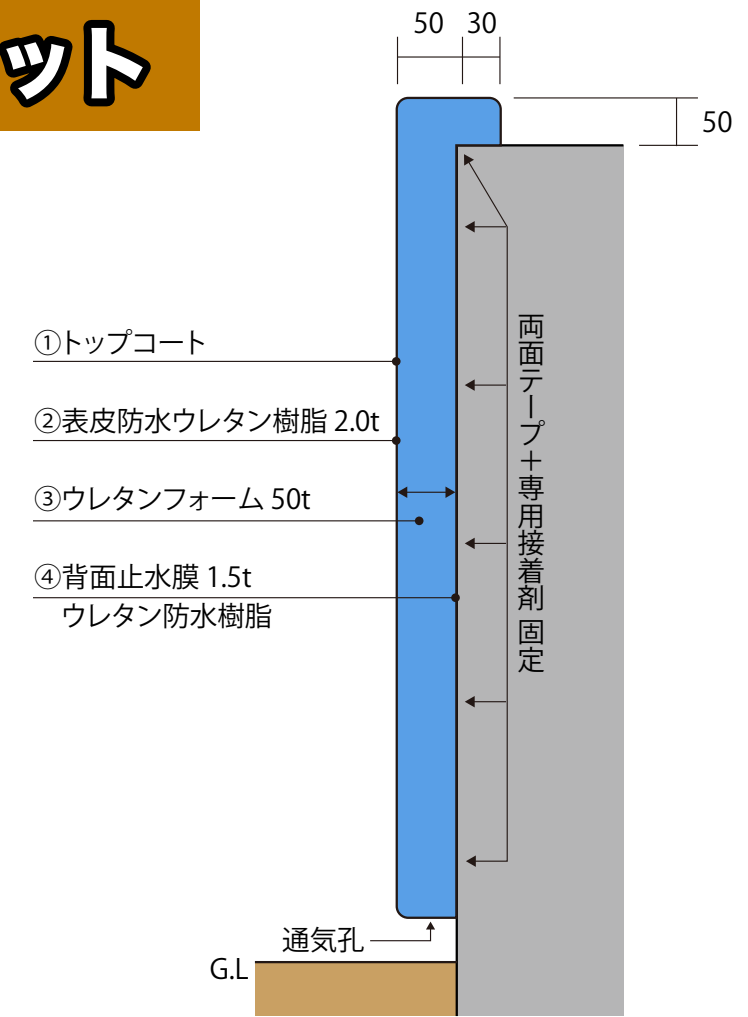 ット
50 30
50
①トップコート
②表皮防水ウレタン樹脂 2.0t
③ウレタンフォーム 50t
④背面止水膜 1.5t
ウレタン防水樹脂
両面テープ＋専用接着剤 固定
通気孔
G.L